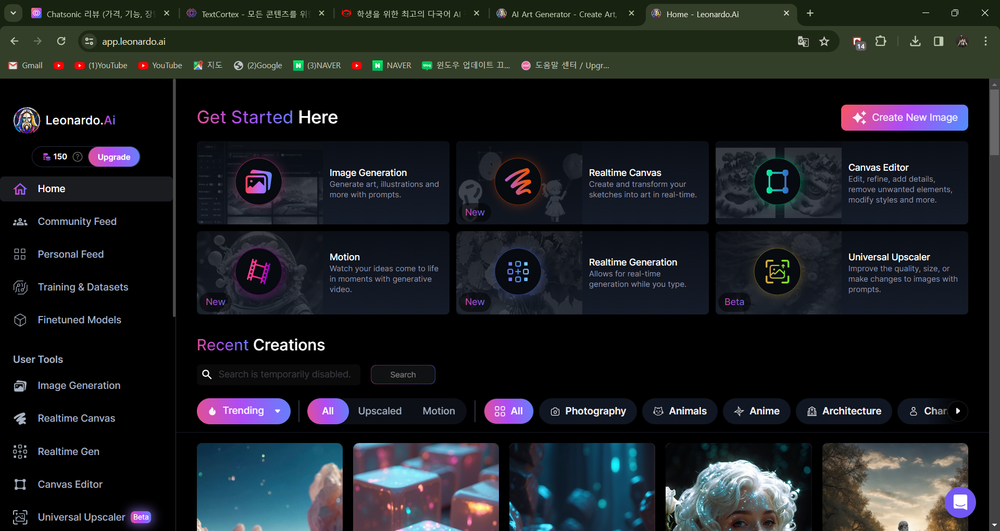 Chatsonic 리뷰 (가격, 기능, 장
TextCortex - 모든 콘텐츠를 위
학생을 위한 최고의 다국어 AI
AI Art Generator - Create Art,
Home - Leonardo.Ai
app.leonardo.ai
14
Gmail
(1)YouTube
YouTube
지도
(2)Google
N
(3)NAVER
N
NAVER
blog
윈도우 업데이트 끄...
도움말 센터 / Upgr...
Leonardo.Ai
150
?
Upgrade
Home
Community Feed
Personal Feed
Training & Datasets
Finetuned Models
User Tools
Image Generation
Realtime Canvas
Realtime Gen
Canvas Editor
Universal Upscaler
Beta
Get Started Here
Create New Image
Image Generation
Generate art, illustrations and
more with prompts.
Realtime Canvas
Create and transform your
sketches into art in real-time.
New
Canvas Editor
Edit, refine, add details,
remove unwanted elements,
modify styles and more.
Motion
Watch your ideas come to life
in moments with generative
video.
New
Realtime Generation
Allows for real-time
generation while you type.
New
Universal Upscaler
Improve the quality, size, or
make changes to images with
prompts.
Beta
Recent Creations
Search is temporarily disabled.
Search
Trending
All
Upscaled
Motion
All
Photography
Animals
Anime
Architecture
Char